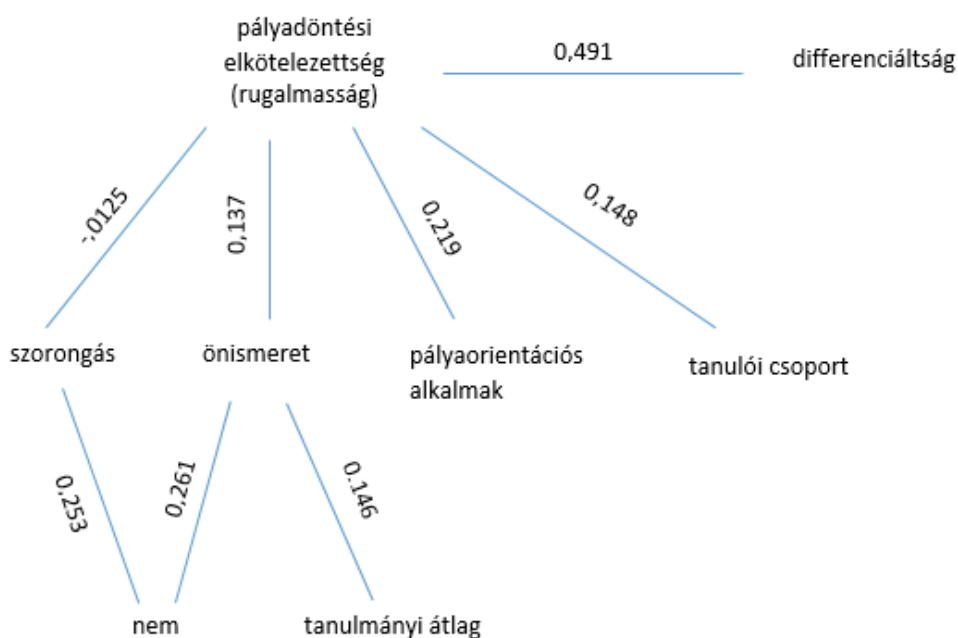 pályadöntési
elkötelezettség
(rugalmasság)
0,491
differenciáltság
-,0125
0,137
0,219
0,148
szorongás
önismeret
pályaorientációs
alkalmak
tanulói csoport
0,253
0,261
0.146
nem
tanulmányi átlag